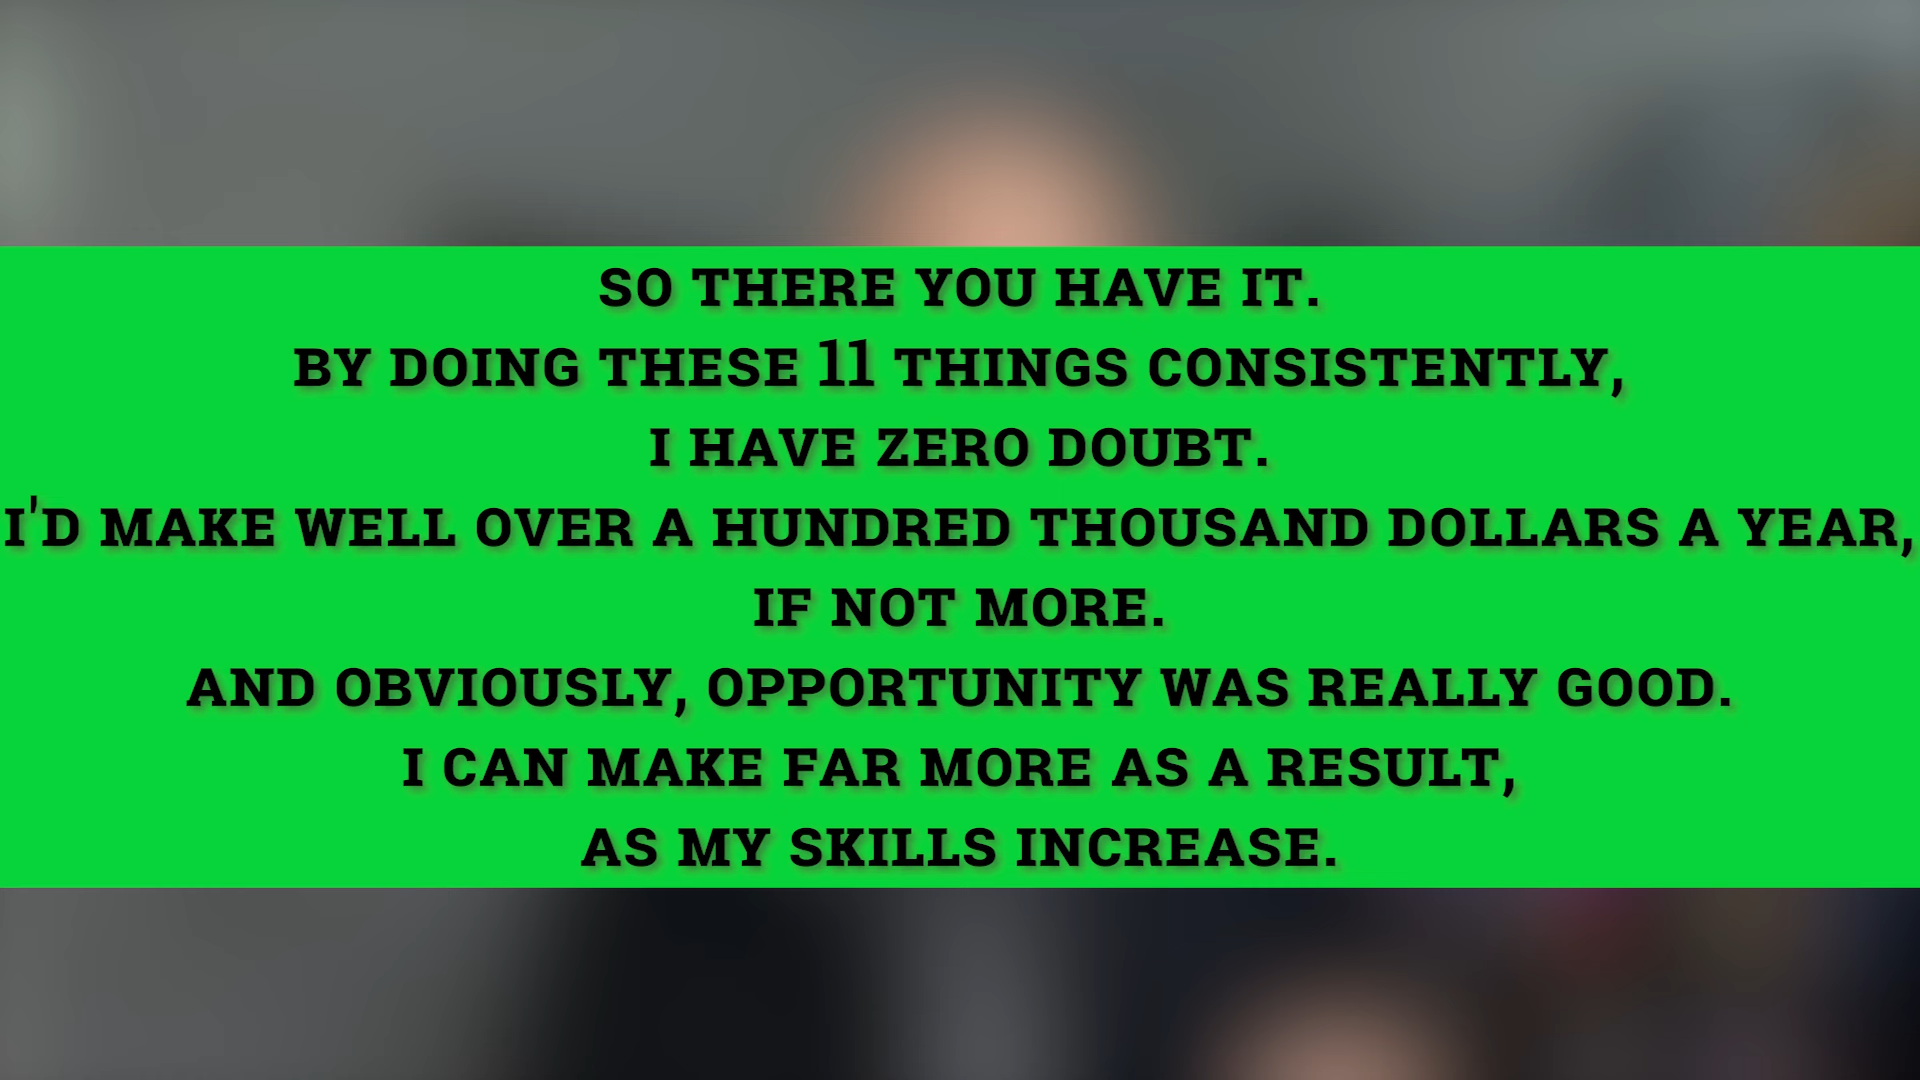 SO THERE YOU HAVE IT.
BY DOING THESE 11 THINGS CONSISTENTLY,
I HAVE ZERO DOUBT.
I'D MAKE WELL OVER A HUNDRED THOUSAND DOLLARS A YEAR,
IF NOT MORE.
AND OBVIOUSLY, OPPORTUNITY WAS REALLY GOOD.
I CAN MAKE FAR MORE AS A RESULT,
AS MY SKILLS INCREASE.